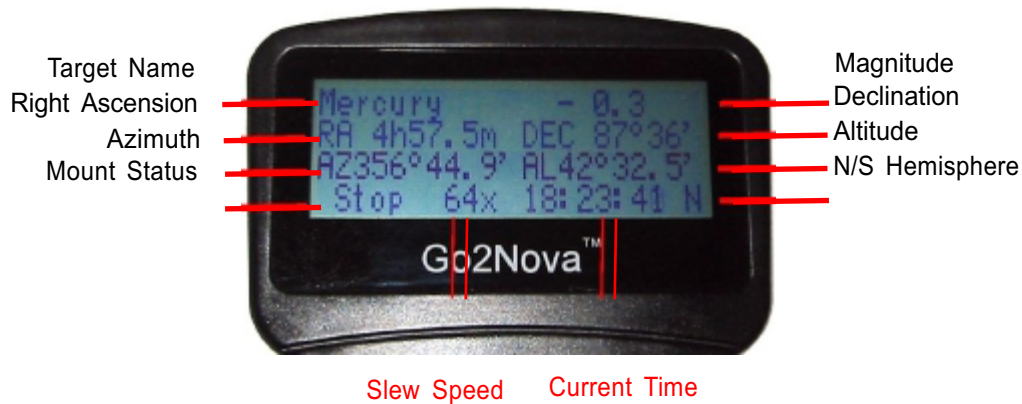 Target Name
Right Ascension
Azimuth
Mount Status
Magnitude
Declination
Altitude
N/S Hemisphere
Mercury - 0.3
RA 4h57.5m DEC 87°36'
AZ356°44.9' AL42°32.5'
Stop 64x 18:23:41 N
Go2Nova™
Slew Speed Current Time